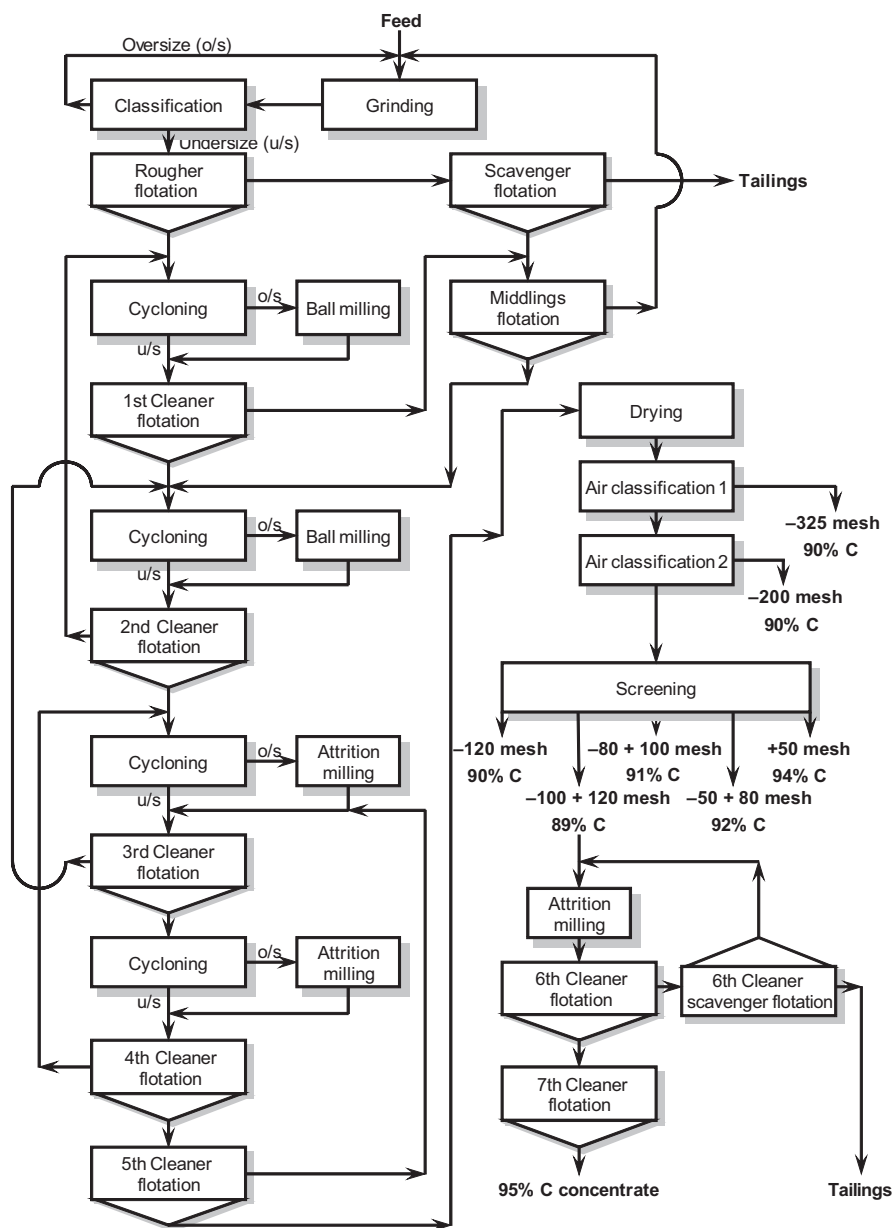 Feed
Oversize (o/s)
Classification
Grinding
Undersize (u/s)
Rougher
flotation
Scavenger
flotation
Tailings
Cycloning
o/s
Ball milling
Middlings
flotation
u/s
1st Cleaner
flotation
Drying
Air classification 1
–325 mesh
90% C
Cycloning
o/s
Ball milling
Air classification 2
u/s
–200 mesh
90% C
2nd Cleaner
flotation
Screening
–120 mesh
90% C
–80 + 100 mesh
91% C
+50 mesh
94% C
–100 + 120 mesh
89% C
–50 + 80 mesh
92% C
Cycloning
o/s
Attrition
milling
u/s
3rd Cleaner
flotation
Attrition
milling
Cycloning
o/s
Attrition
milling
u/s
6th Cleaner
flotation
6th Cleaner
scavenger flotation
4th Cleaner
flotation
7th Cleaner
flotation
5th Cleaner
flotation
95% C concentrate
Tailings